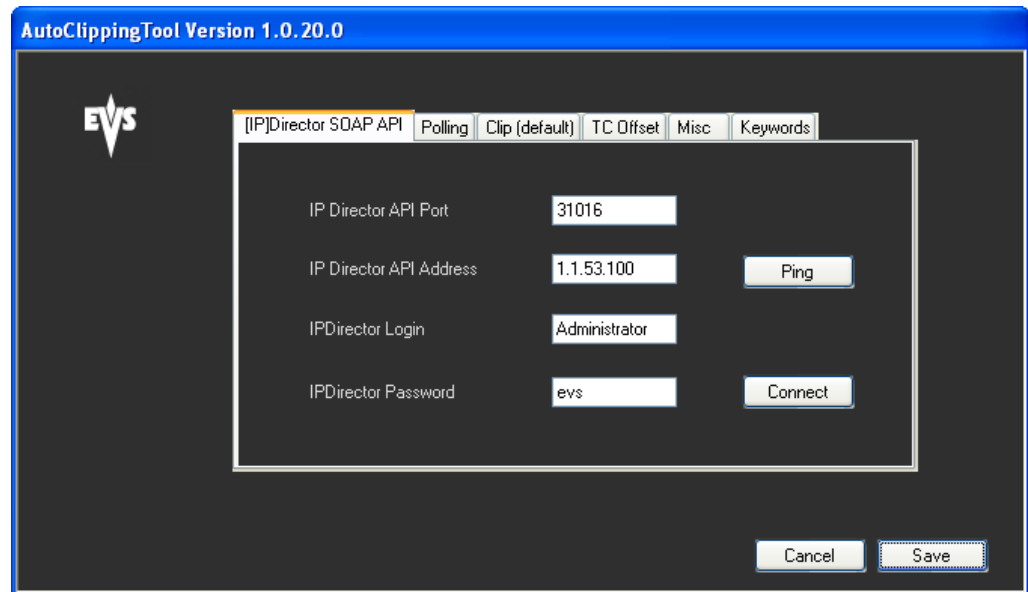 AutoClippingTool Version 1.0.20.0
EVS
[IP]Director SOAP API Polling Clip (default) TC Offset Misc Keywords
IP Director API Port 31016
IP Director API Address 1.1.53.100 Ping
IPDirector Login Administrator
IPDirector Password evs Connect
Cancel Save